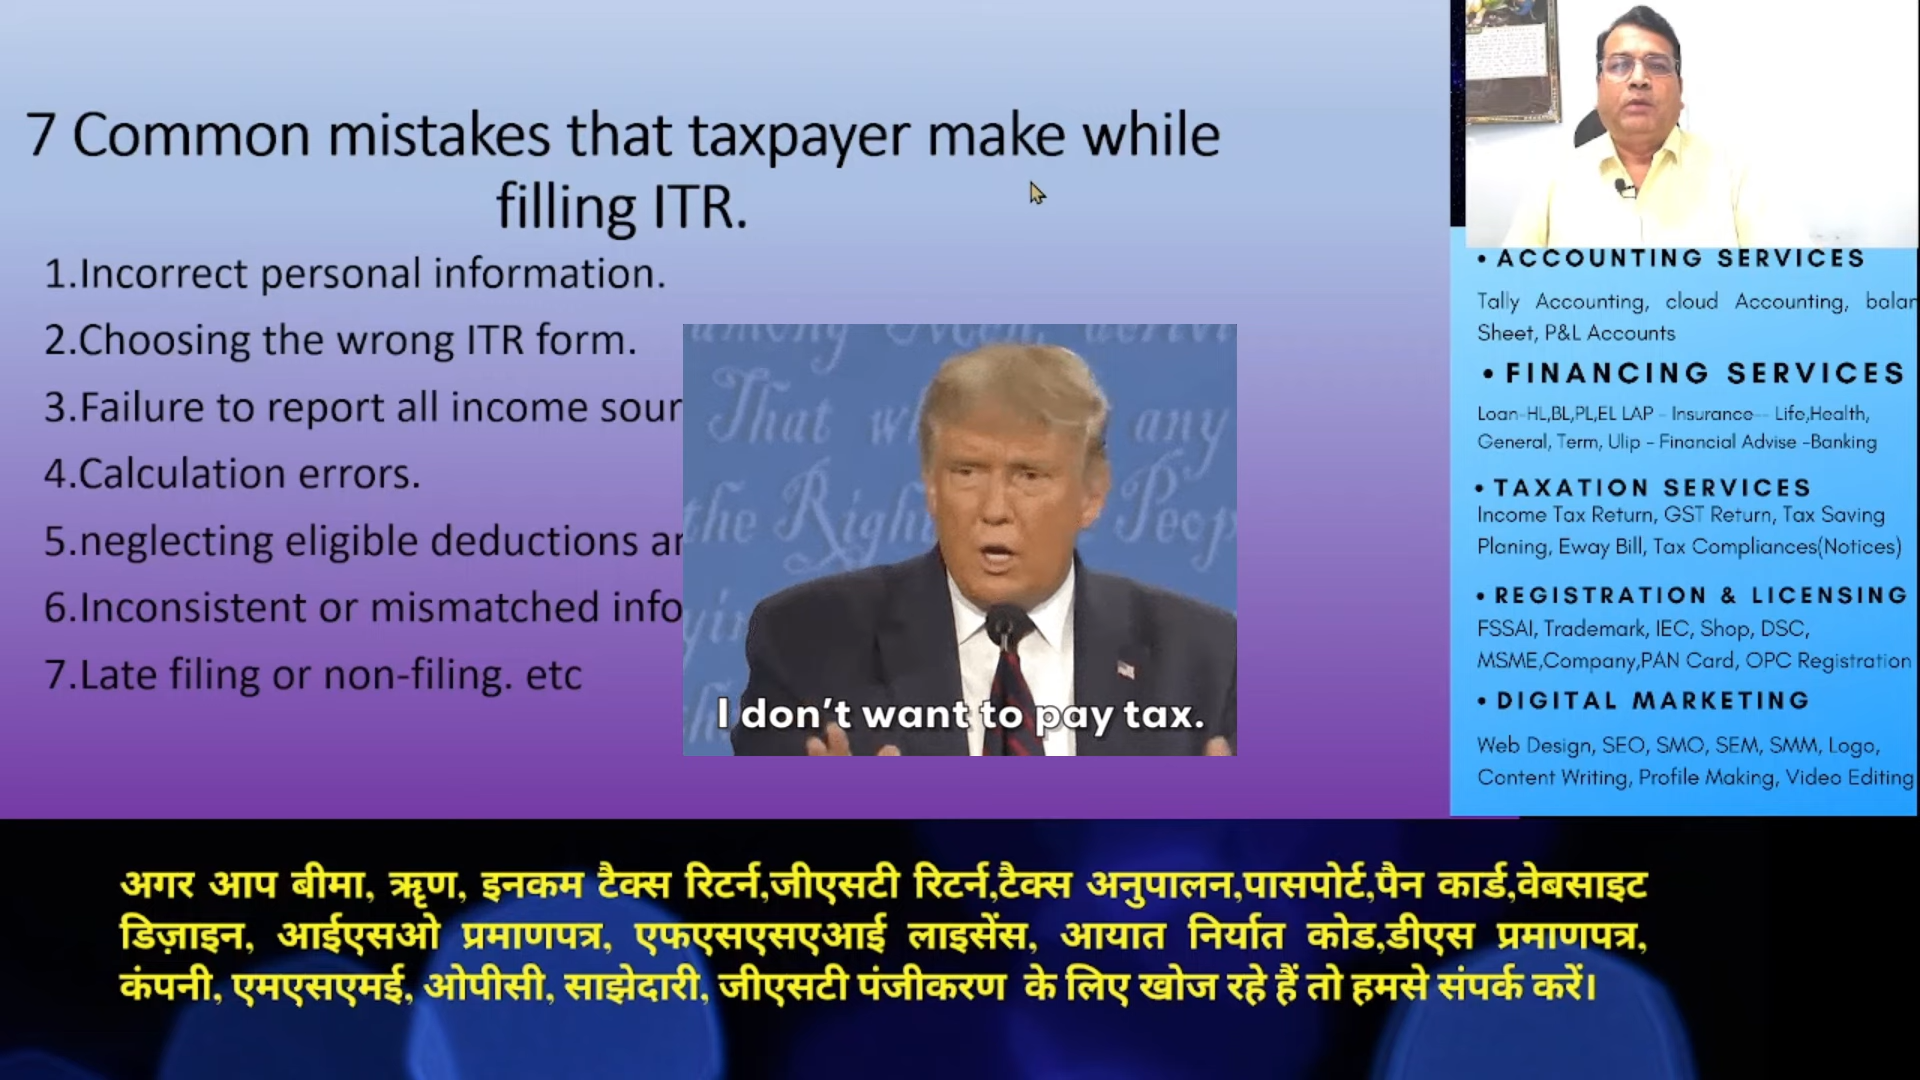 7 Common mistakes that taxpayer make while
filling ITR.
1.Incorrect personal information.
2.Choosing the wrong ITR form.
3.Failure to report all income sour
4.Calculation errors.
5.neglecting eligible deductions ar
6.Inconsistent or mismatched info
7.Late filing or non-filing. etc
That wh any
the Right Peop
I don't want to pay tax.
• ACCOUNTING SERVICES
Tally Accounting, cloud Accounting, balan
Sheet, P&L Accounts
• FINANCING SERVICES
Loan-HL,BL,PL,EL LAP - Insurance- Life,Health,
General, Term, Ulip - Financial Advise -Banking
• TAXATION SERVICES
Income Tax Return, GST Return, Tax Saving
Planing, Eway Bill, Tax Compliances(Notices)
• REGISTRATION & LICENSING
FSSAI, Trademark, IEC, Shop, DSC,
MSME,Company,PAN Card, OPC Registration
• DIGITAL MARKETING
Web Design, SEO, SMO, SEM, SMM, Logo,
Content Writing, Profile Making, Video Editing
अगर आप बीमा, ऋृण, इनकम टैक्स रिटर्न,जीएसटी रिटर्न,टैक्स अनुपालन,पासपोर्ट,पैन कार्ड,वेबसाइट
डिज़ाइन, आईएसओ प्रमाणपत्र, एफएसएसएआई लाइसेंस, आयात निर्यात कोड,डीएस प्रमाणपत्र,
कंपनी, एमएसएमई, ओपीसी, साझेदारी, जीएसटी पंजीकरण के लिए खोज रहे हैं तो हमसे संपर्क करें।